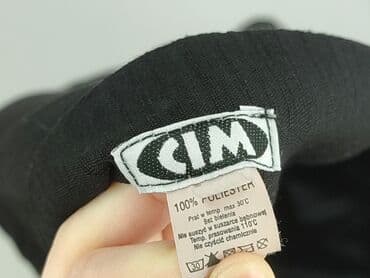 CIM
100% POLIESTER
Prać w temp. max 30°C
Bez bielenia
Nie suszyć w suszarce bębnowej
Temp. prasowania 110°C
Nie czyścić chemicznie
30